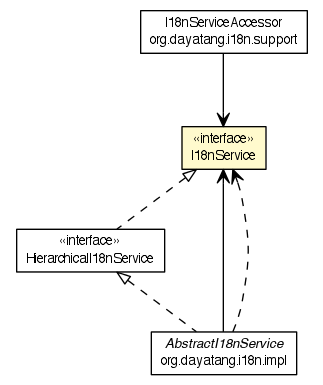 I18nServiceAccessor
org.dayatang.i18n.support
«interface»
I18nService
«interface»
HierarchicalI18nService
AbstractI18nService
org.dayatang.i18n.impl